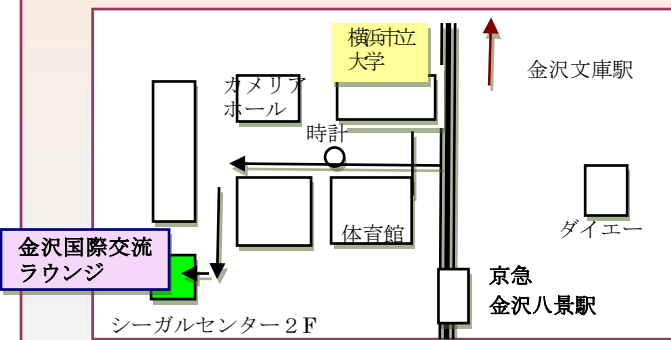 横浜市立
大学
金沢文庫駅
カメリア
ホール
時計
体育館
ダイエー
金沢国際交流
ラウンジ
京急
金沢八景駅
シーガルセンター２F